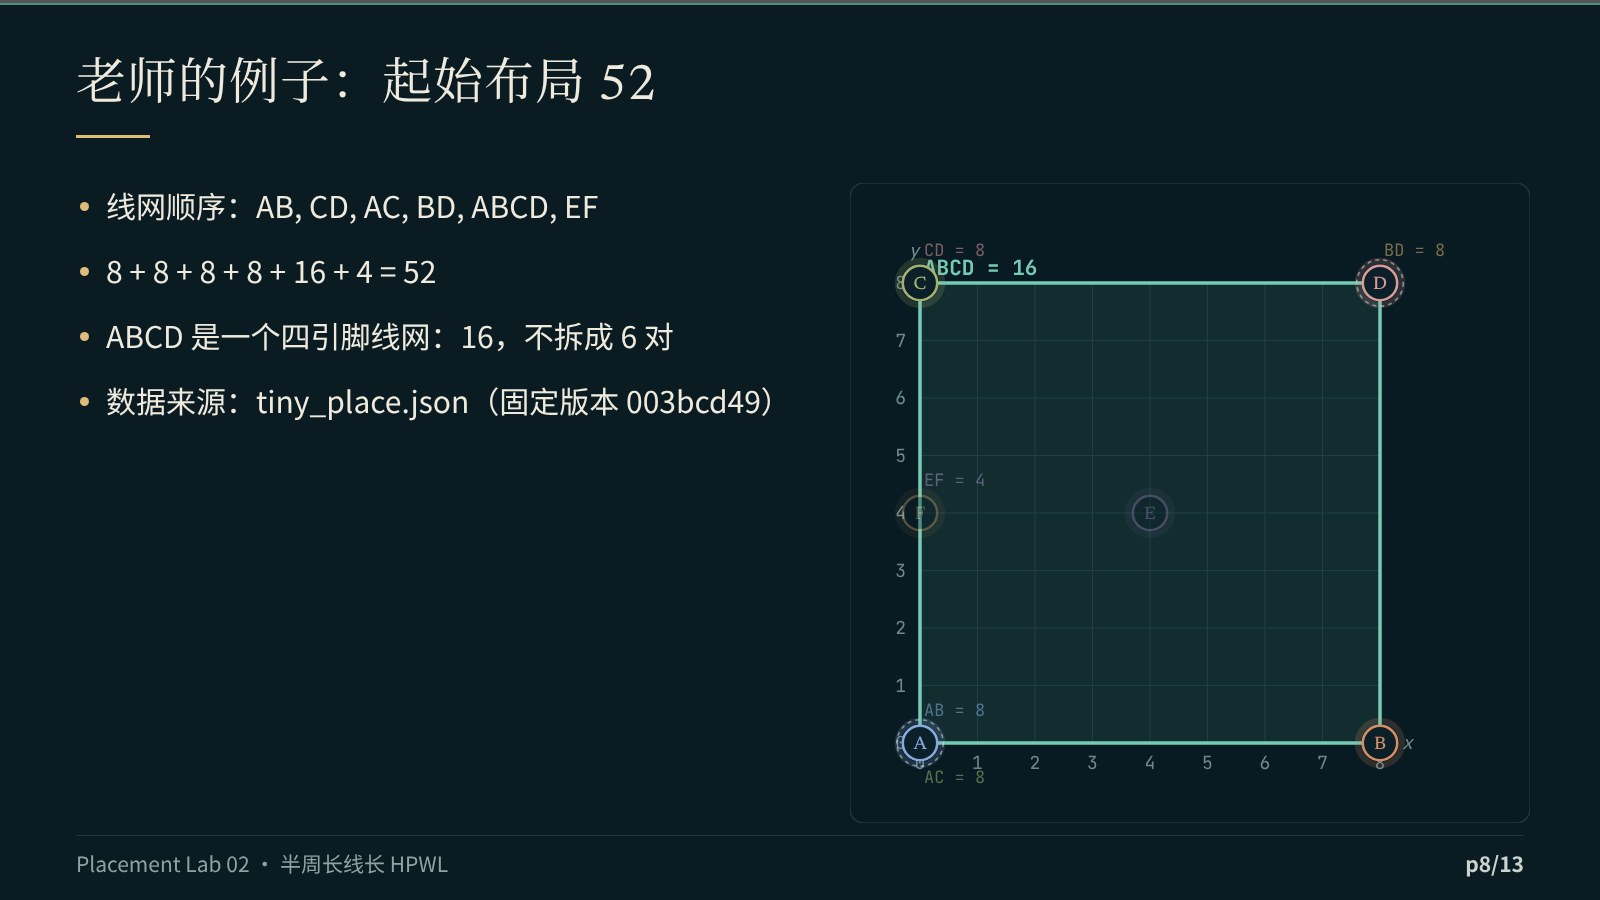 老师的例子：起始布局 52
• 线网顺序：AB, CD, AC, BD, ABCD, EF
• 8 + 8 + 8 + 8 + 16 + 4 = 52
• ABCD 是一个四引脚线网：16，不拆成 6 对
• 数据来源：tiny_place.json（固定版本 003bcd49）
y CD = 8
BD = 8
ABCD = 16
8 C D
7
6
5
EF = 4
4 F E
3
2
1
AB = 8
A B x
0 1 2 3 4 5 6 7 8
AC = 8
Placement Lab 02 · 半周长线长 HPWL
p8/13